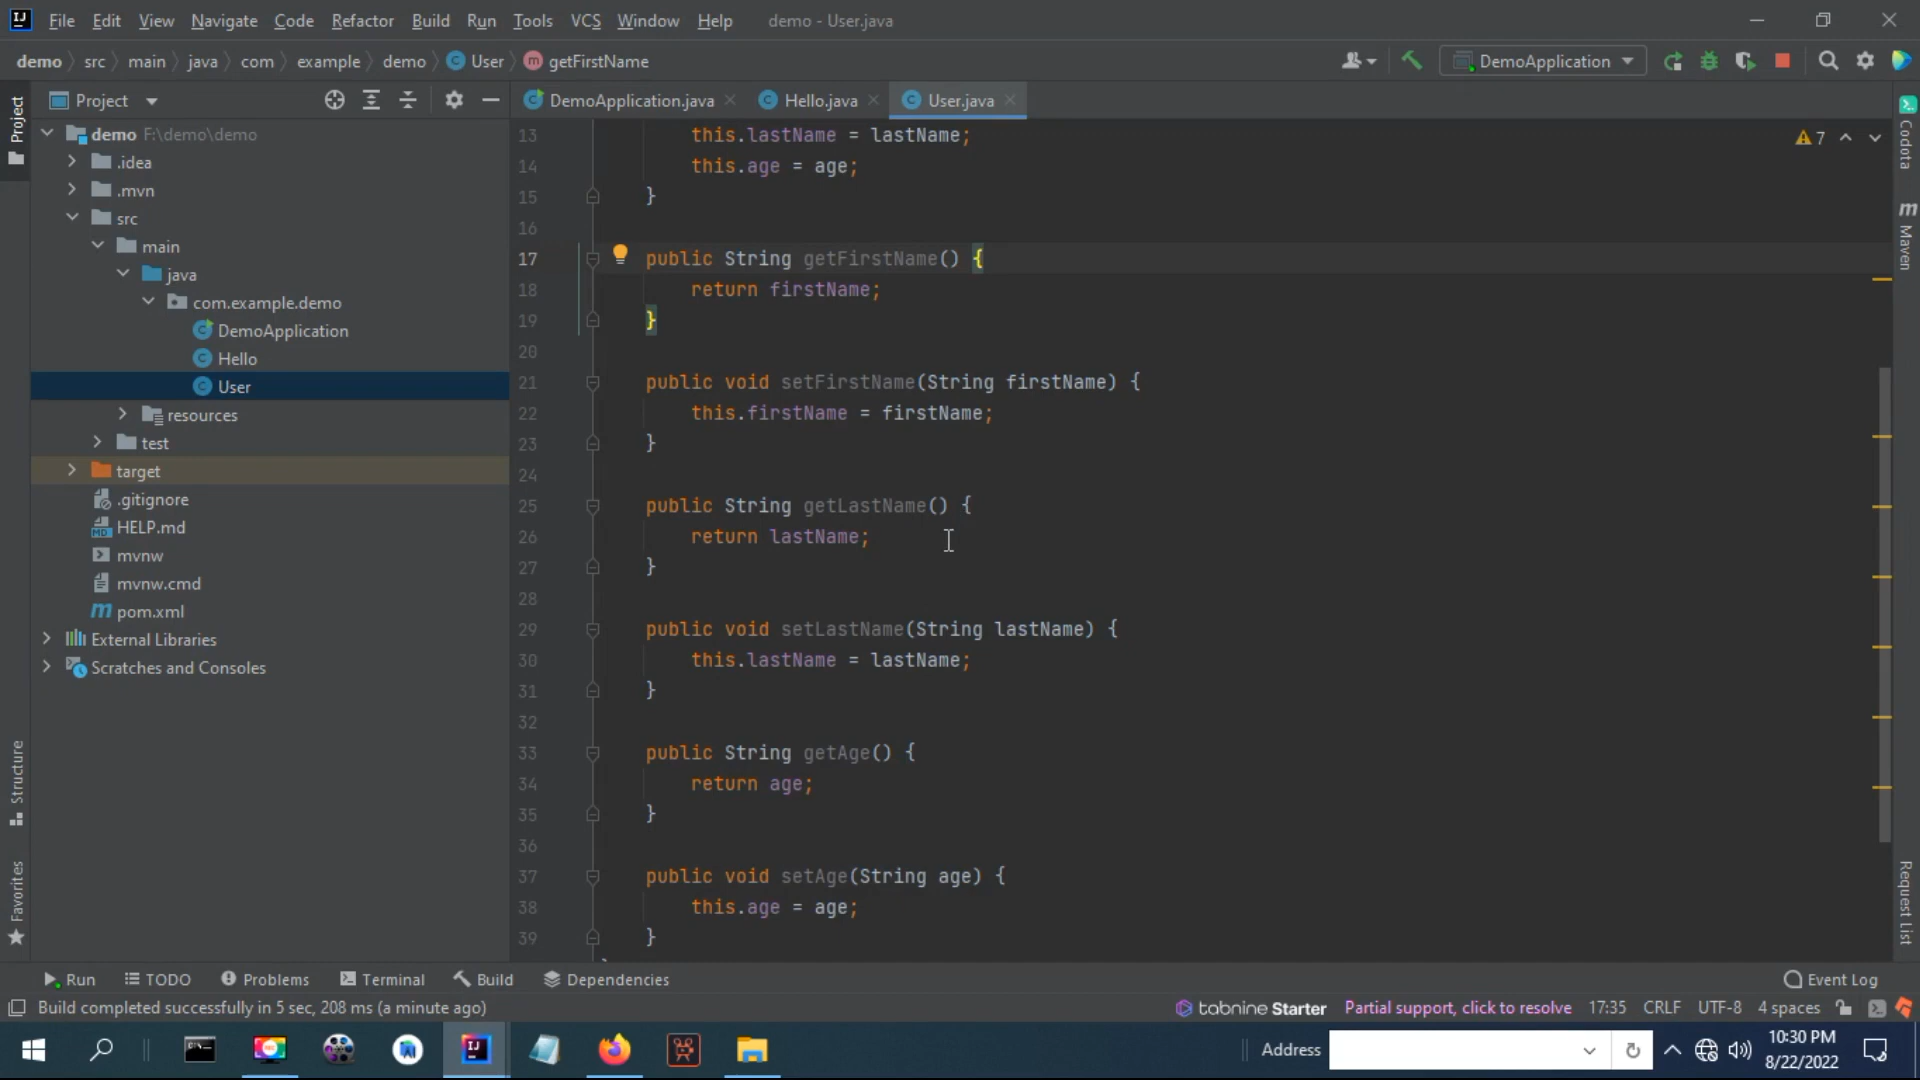 File Edit View Navigate Code Refactor Build Run Tools VCS Window Help demo - User.java
demo src main java com example demo User getFirstName DemoApplication
Project DemoApplication.java Hello.java User.java
demo F:\demo\demo
.idea
.mvn
src
main
java
com.example.demo
DemoApplication
Hello
User
resources
test
target
.gitignore
HELP.md
mvnw
mvnw.cmd
pom.xml
External Libraries
Scratches and Consoles
Project
Structure
Favorites
13 this.lastName = lastName;
14 this.age = age;
15 }
16
17 public String getFirstName() {
18 return firstName;
19 }
20
21 public void setFirstName(String firstName) {
22 this.firstName = firstName;
23 }
24
25 public String getLastName() {
26 return lastName;
27 }
28
29 public void setLastName(String lastName) {
30 this.lastName = lastName;
31 }
32
33 public String getAge() {
34 return age;
35 }
36
37 public void setAge(String age) {
38 this.age = age;
39 }
7
Codota
Maven
Request List
Run TODO Problems Terminal Build Dependencies Event Log
Build completed successfully in 5 sec, 208 ms (a minute ago) tabnine Starter Partial support, click to resolve 17:35 CRLF UTF-8 4 spaces
Address
10:30 PM
8/22/2022